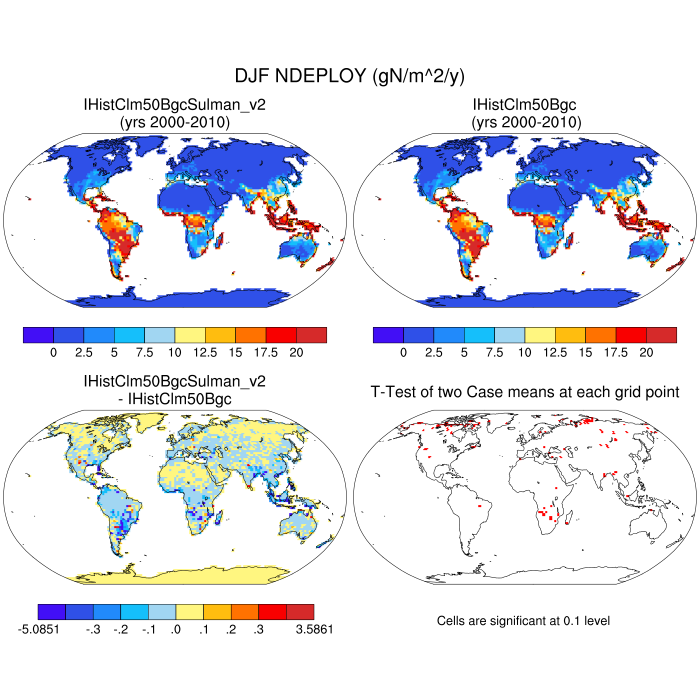 DJF NDEPLOY (gN/m^2/y)
IHistClm50BgcSulman_v2
(yrs 2000-2010)
IHistClm50Bgc
(yrs 2000-2010)
0 2.5 5 7.5 10 12.5 15 17.5 20
0 2.5 5 7.5 10 12.5 15 17.5 20
IHistClm50BgcSulman_v2
- IHistClm50Bgc
T-Test of two Case means at each grid point
-5.0851 -.3 -.2 -.1 .0 .1 .2 .3 3.5861
Cells are significant at 0.1 level